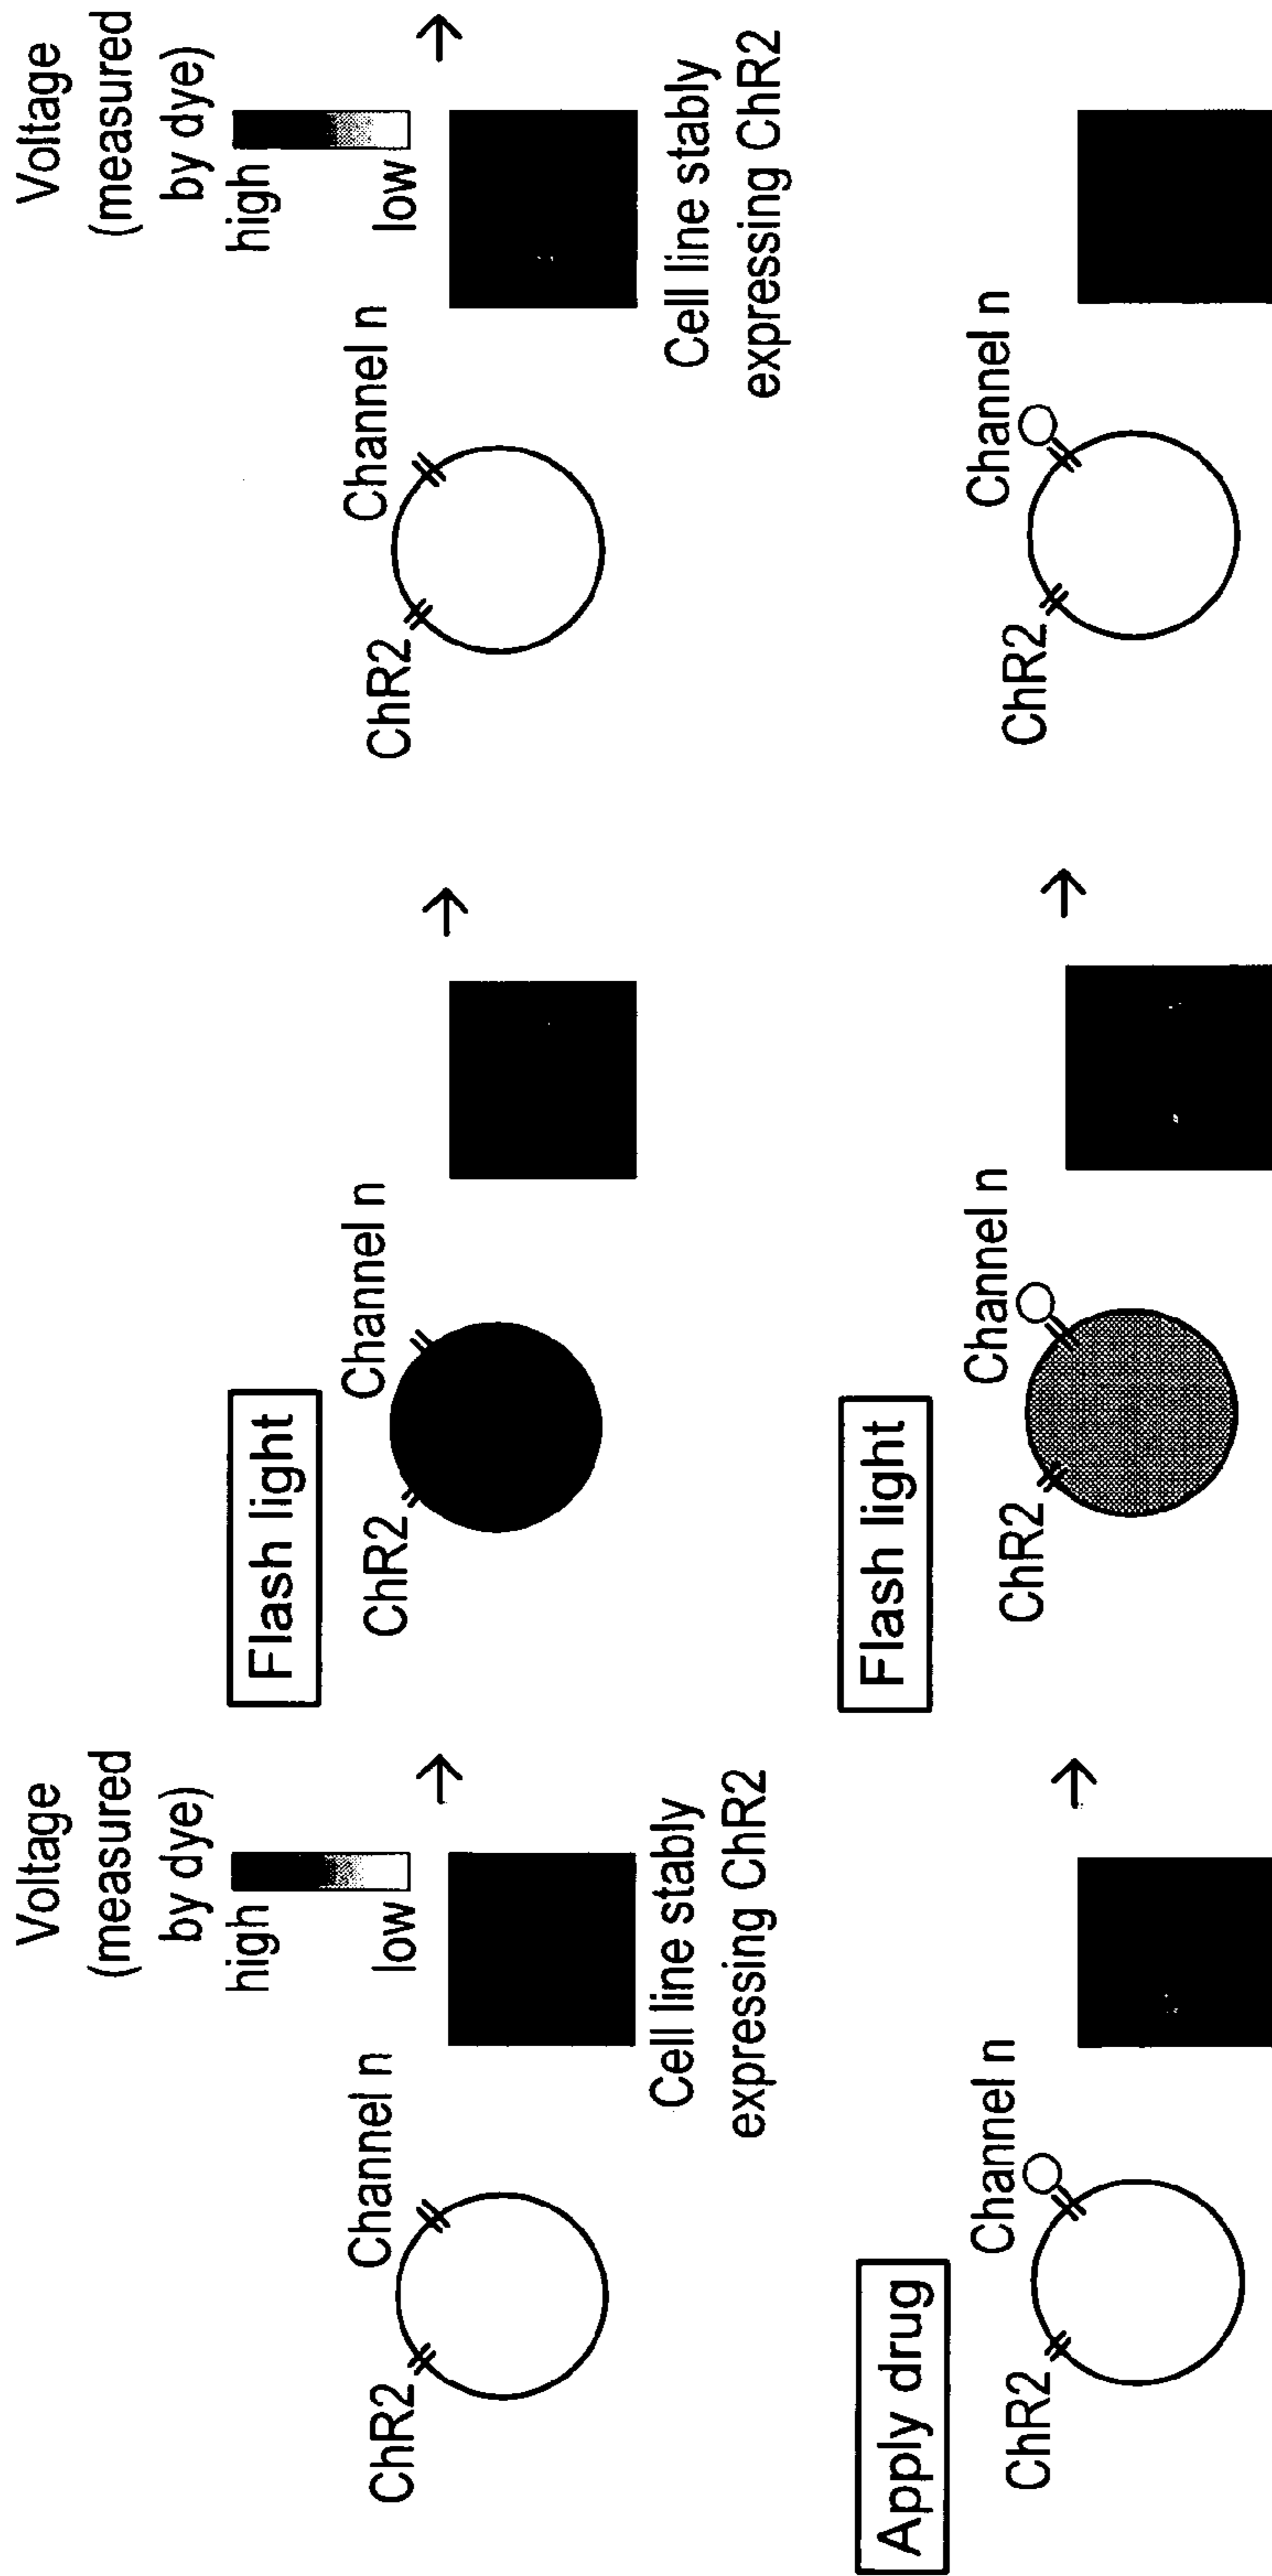 Voltage
(measured
by dye)
high
low
ChR2
Channel n
Cell line stably
expressing ChR2
Flash light
ChR2
Channel n
Voltage
(measured
by dye)
high
low
ChR2
Channel n
Cell line stably
expressing ChR2
Apply drug
ChR2
Channel n
Flash light
ChR2
Channel n
ChR2
Channel n